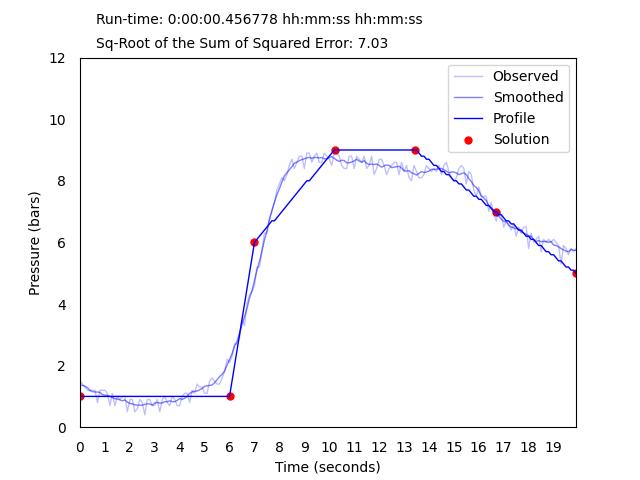 Run-time: 0:00:00.456778 hh:mm:ss hh:mm:ss
Sq-Root of the Sum of Squared Error: 7.03
Observed
Smoothed
Profile
Solution
12
10
8
6
4
2
0
Pressure (bars)
0 1 2 3 4 5 6 7 8 9 10 11 12 13 14 15 16 17 18 19
Time (seconds)